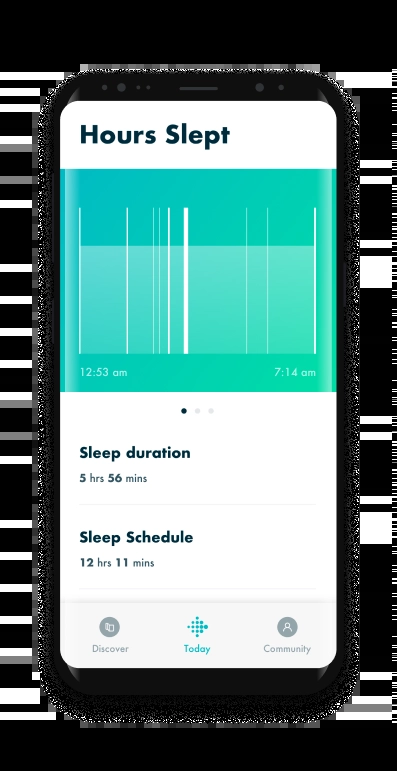 Hours Slept
12:53 am 7:14 am
Sleep duration
5 hrs 56 mins
Sleep Schedule
12 hrs 11 mins
Discover Today Community